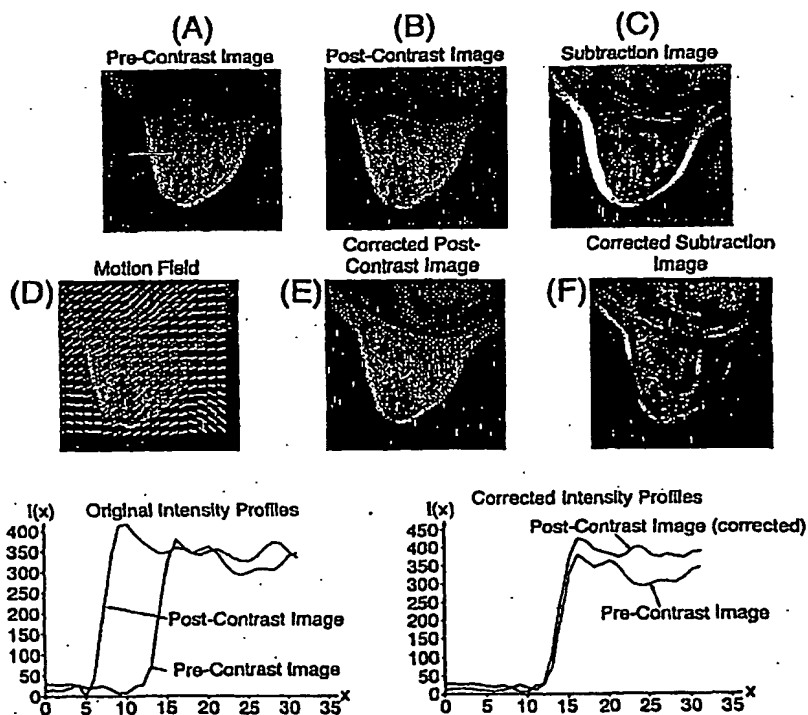 (A)
Pre-Contrast Image
(B)
Post-Contrast Image
(C)
Subtraction Image
(D)
Motion Field
(E)
Corrected Post-
Contrast Image
(F)
Corrected Subtraction
Image
I(x)
Original Intensity Profiles
400
350
300
250
200
150
100
50
0
Post-Contrast Image
Pre-Contrast Image
0 5 10 15 20 25 30 35 x
I(x)
Corrected Intensity Profiles
450
400
350
300
250
200
150
100
50
0
Post-Contrast Image (corrected)
Pre-Contrast Image
0 5 10 15 20 25 30 35 x